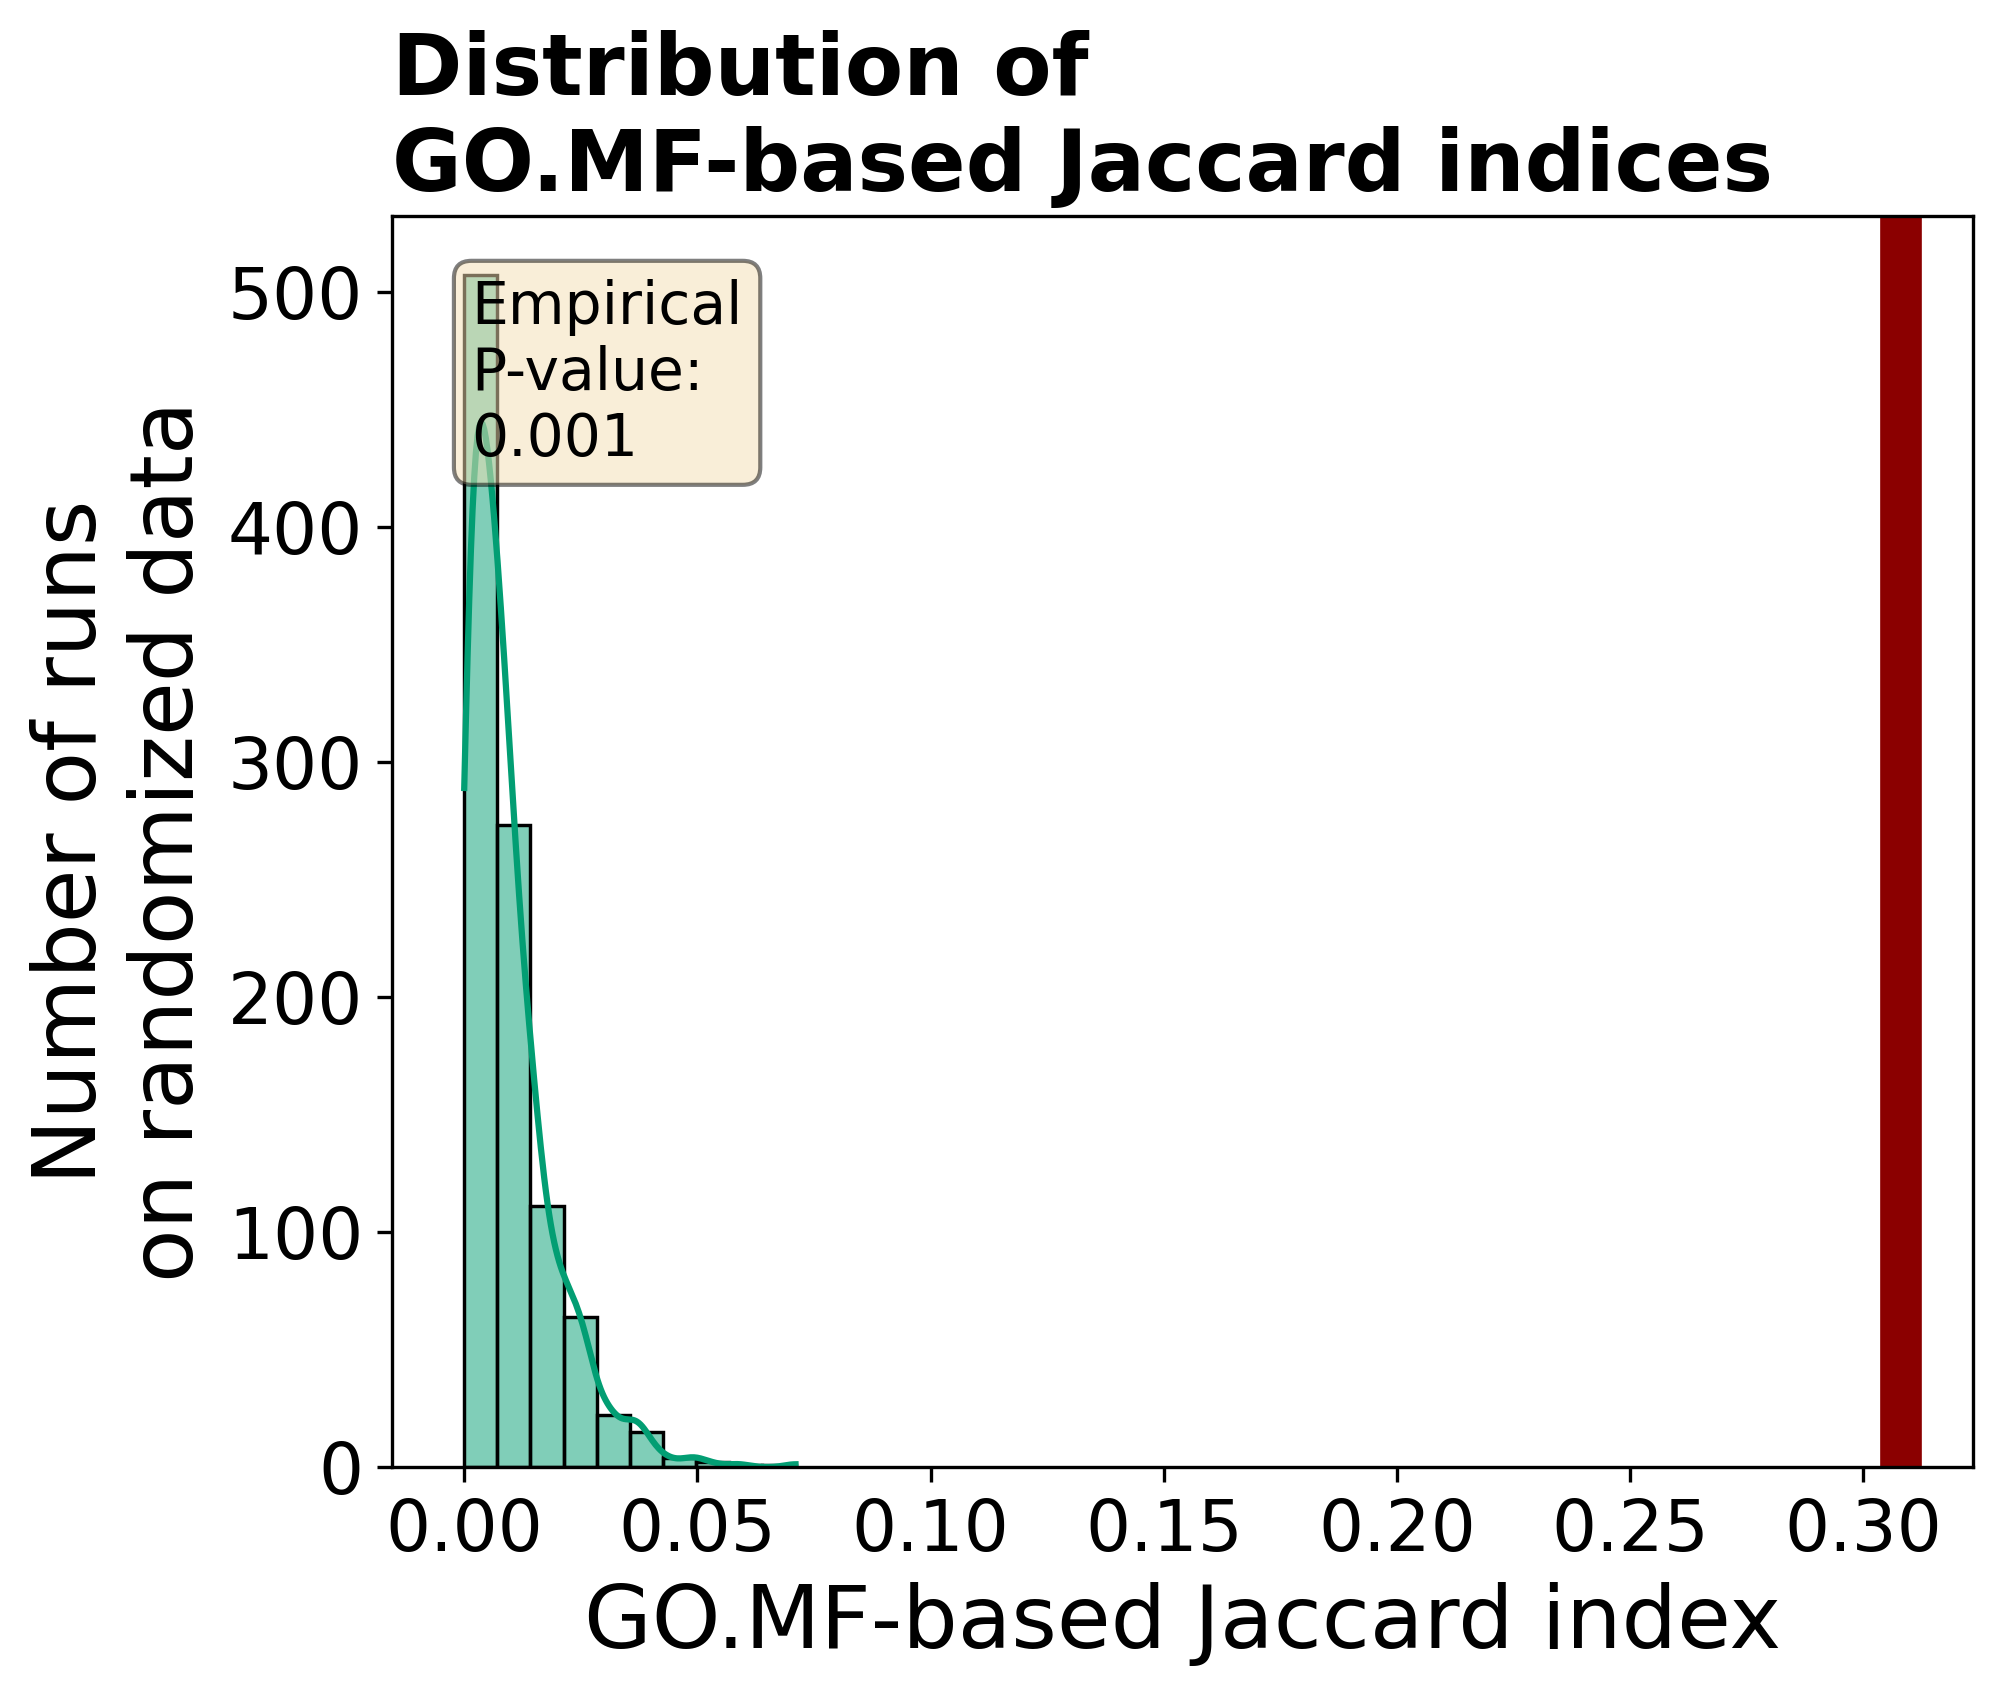 Distribution of
GO.MF-based Jaccard indices
Empirical
P-value:
0.001
Number of runs
on randomized data
500
400
300
200
100
0
0.00 0.05 0.10 0.15 0.20 0.25 0.30
GO.MF-based Jaccard index